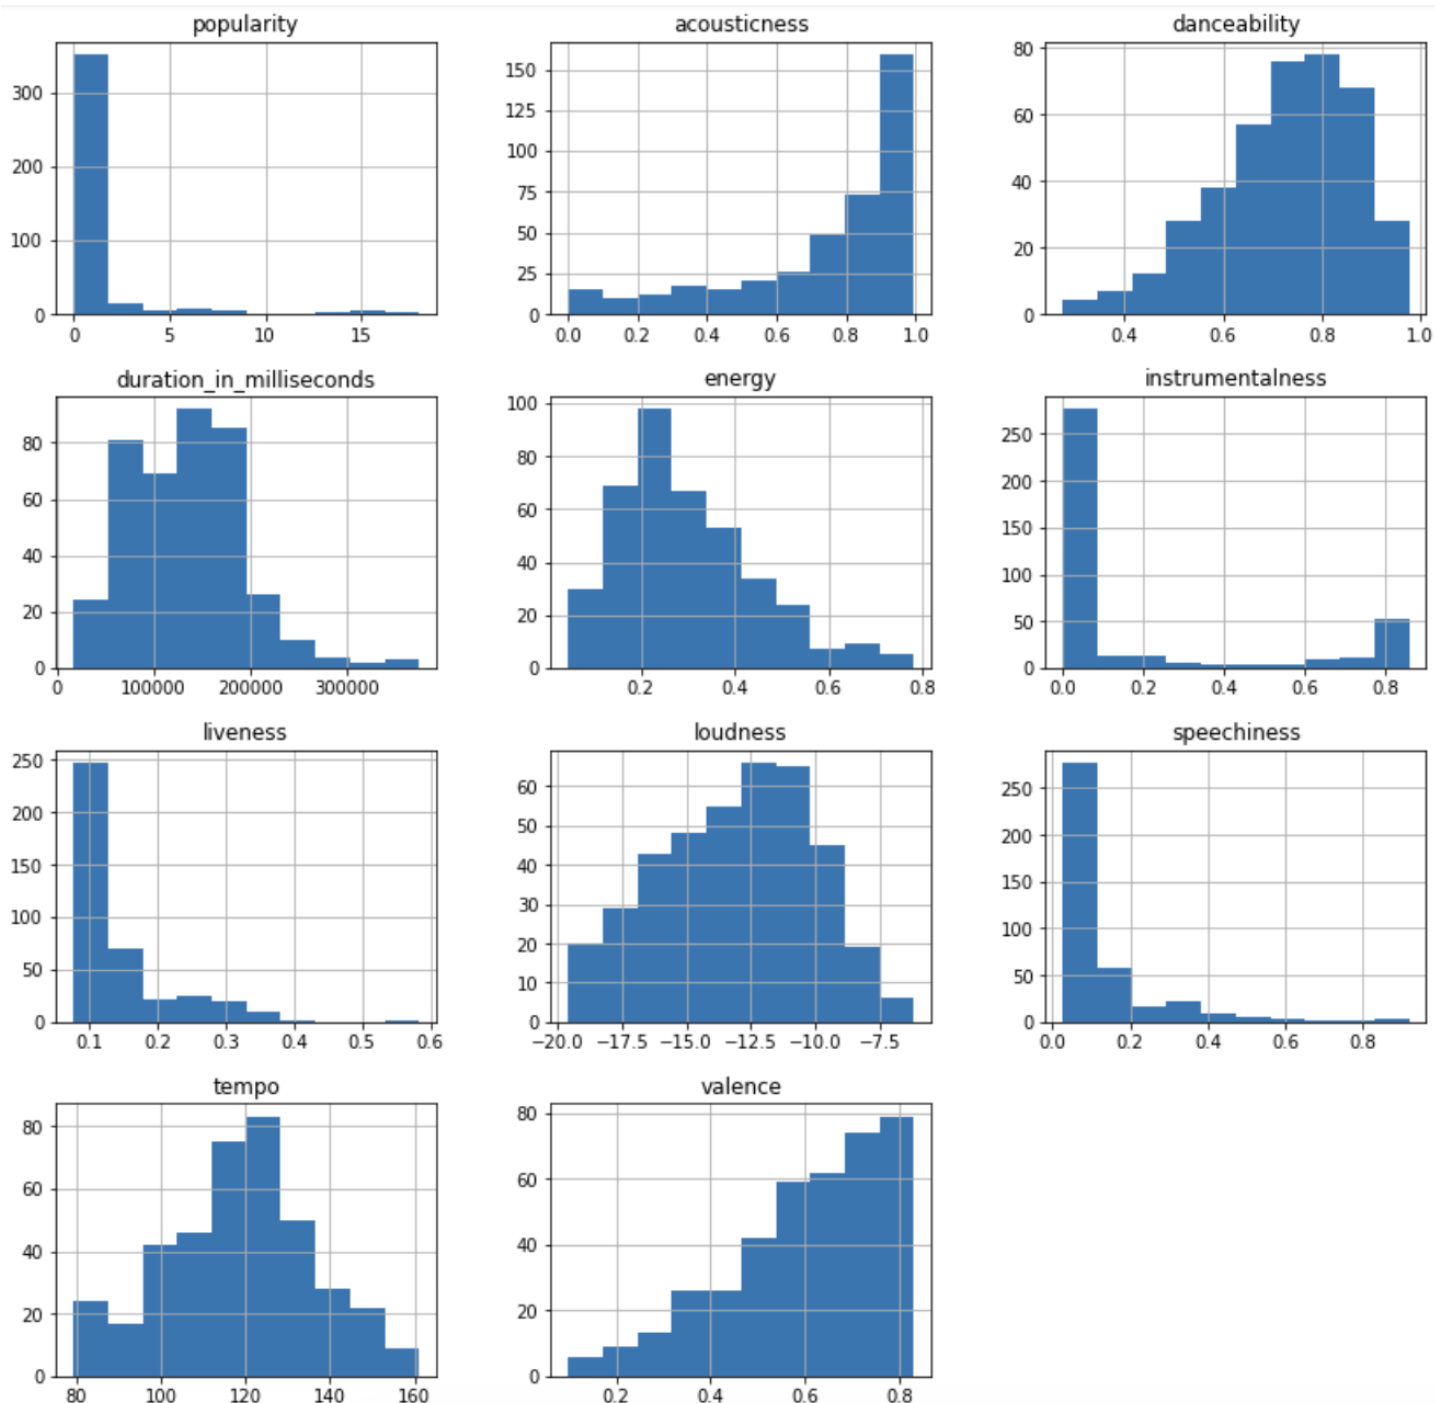 popularity
300
200
100
0
0 5 10 15
acousticness
150
125
100
75
50
25
0
0.0 0.2 0.4 0.6 0.8 1.0
danceability
80
60
40
20
0
0.4 0.6 0.8 1.0
duration_in_milliseconds
80
60
40
20
0
0 100000 200000 300000
energy
100
80
60
40
20
0
0.2 0.4 0.6 0.8
instrumentalness
250
200
150
100
50
0
0.0 0.2 0.4 0.6 0.8
liveness
250
200
150
100
50
0
0.1 0.2 0.3 0.4 0.5 0.6
loudness
60
50
40
30
20
10
0
−20.0 −17.5 −15.0 −12.5 −10.0 −7.5
speechiness
250
200
150
100
50
0
0.0 0.2 0.4 0.6 0.8
tempo
80
60
40
20
0
80 100 120 140 160
valence
80
60
40
20
0
0.2 0.4 0.6 0.8